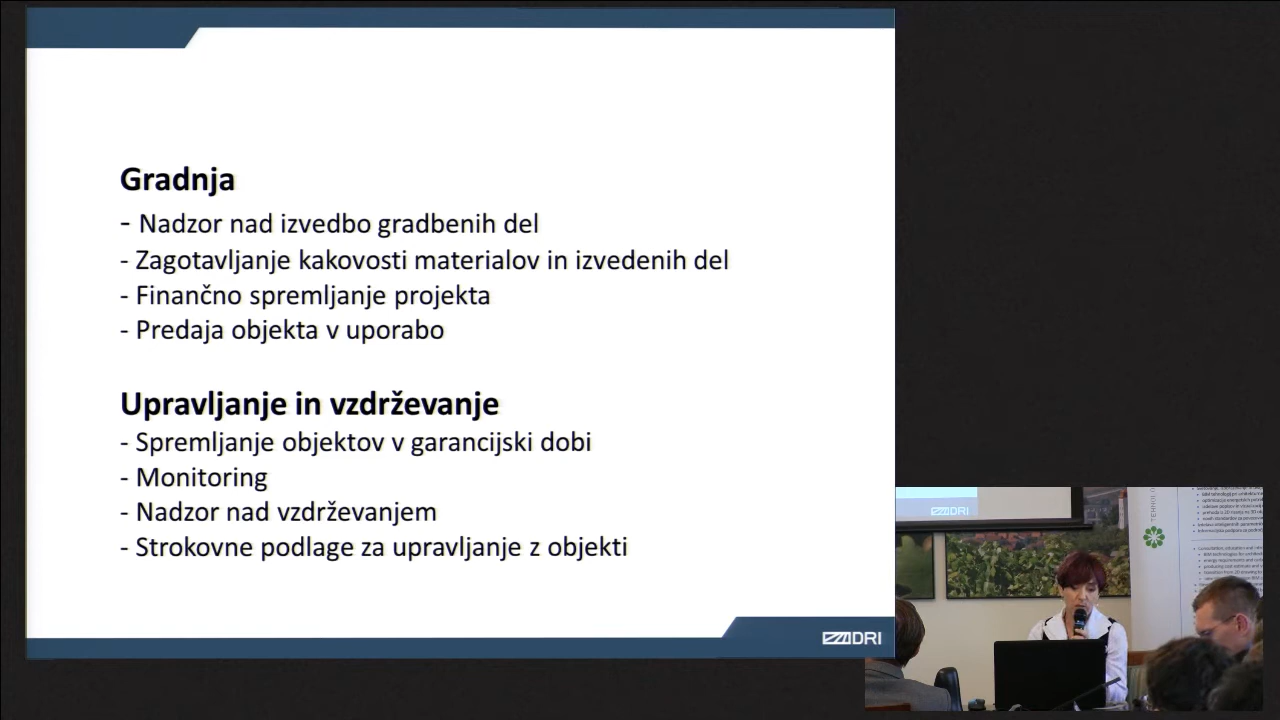 Gradnja
- Nadzor nad izvedbo gradbenih del
- Zagotavljanje kakovosti materialov in izvedenih del
- Finančno spremljanje projekta
- Predaja objekta v uporabo
Upravljanje in vzdrževanje
- Spremljanje objektov v garancijski dobi
- Monitoring
- Nadzor nad vzdrževanjem
- Strokovne podlage za upravljanje z objekti
DRI
DRI